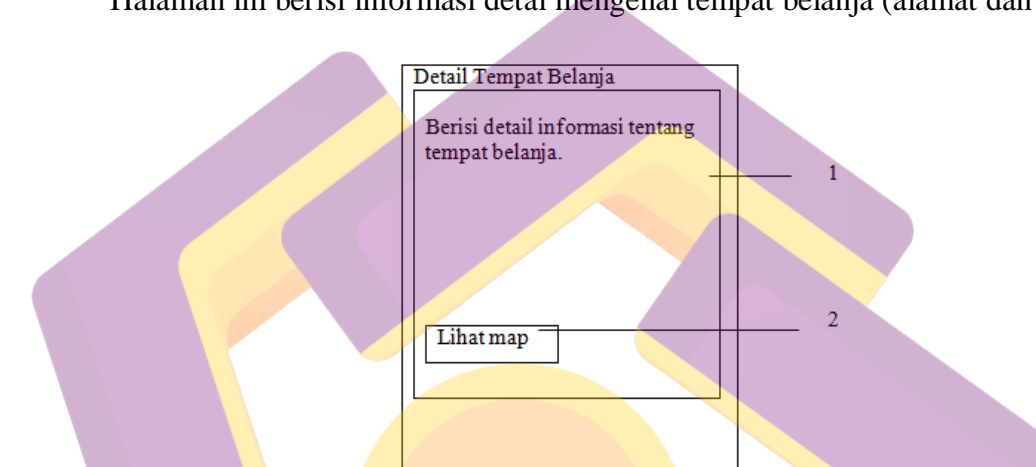 Halaman ini berisi informasi detal mengenai tempat belanja (alamat dan
Detail Tempat Belanja
Berisi detail informasi tentang
tempat belanja.
1
2
Lihat map